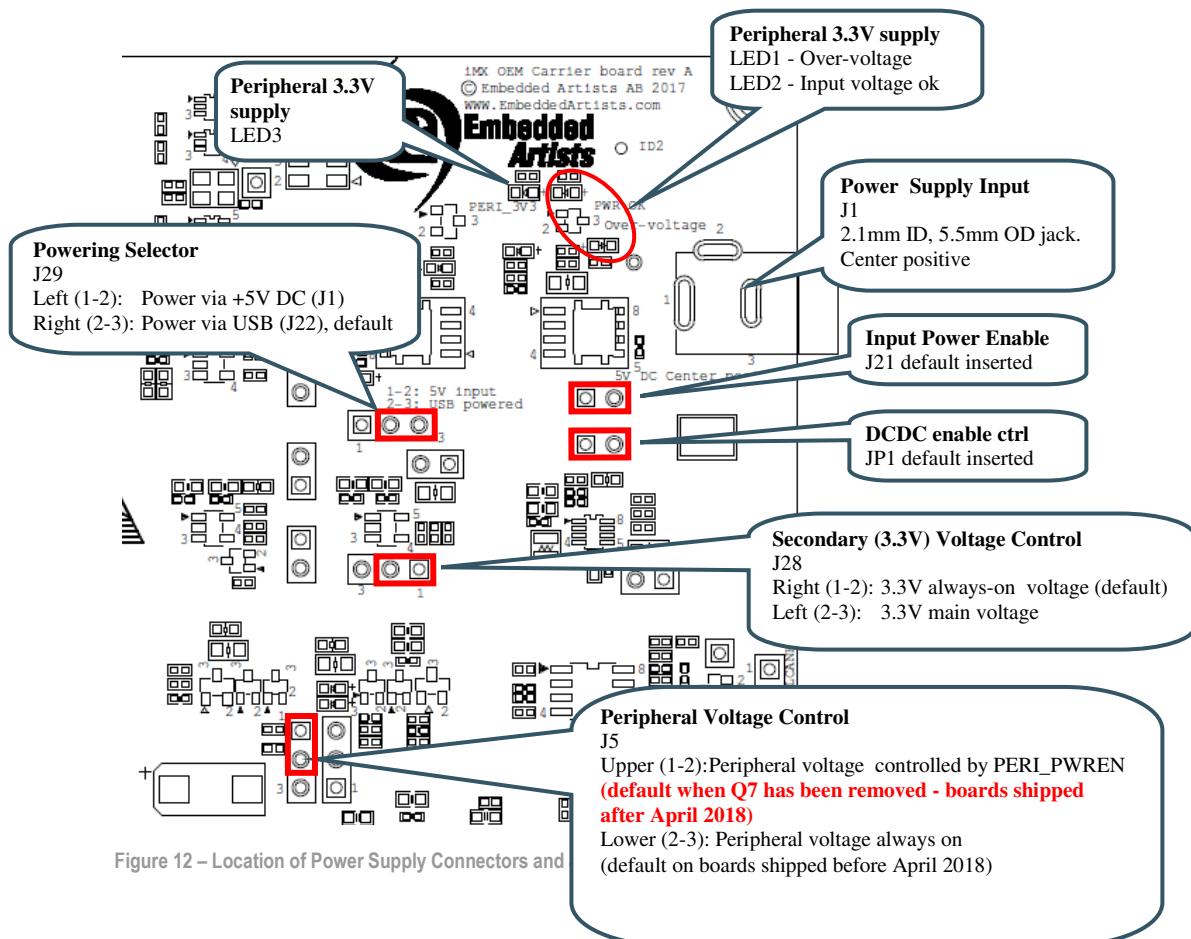 Peripheral 3.3V supply
LED1 - Over-voltage
LED2 - Input voltage ok
Peripheral 3.3V
supply
LED3
iMX OEM Carrier board rev A
© Embedded Artists AB 2017
WWW.EmbeddedArtists.com
Embedded
Artists
ID2
PERI_3V3
PWR OK
Over-voltage
Power Supply Input
J1
2.1mm ID, 5.5mm OD jack.
Center positive
Powering Selector
J29
Left (1-2): Power via +5V DC (J1)
Right (2-3): Power via USB (J22), default
Input Power Enable
J21 default inserted
5V DC Center
1-2: 5V input
2-3: USB powered
DCDC enable ctrl
JP1 default inserted
Secondary (3.3V) Voltage Control
J28
Right (1-2): 3.3V always-on voltage (default)
Left (2-3): 3.3V main voltage
Peripheral Voltage Control
J5
Upper (1-2):Peripheral voltage controlled by PERI_PWREN
(default when Q7 has been removed - boards shipped
after April 2018)
Lower (2-3): Peripheral voltage always on
(default on boards shipped before April 2018)
Figure 12 – Location of Power Supply Connectors and